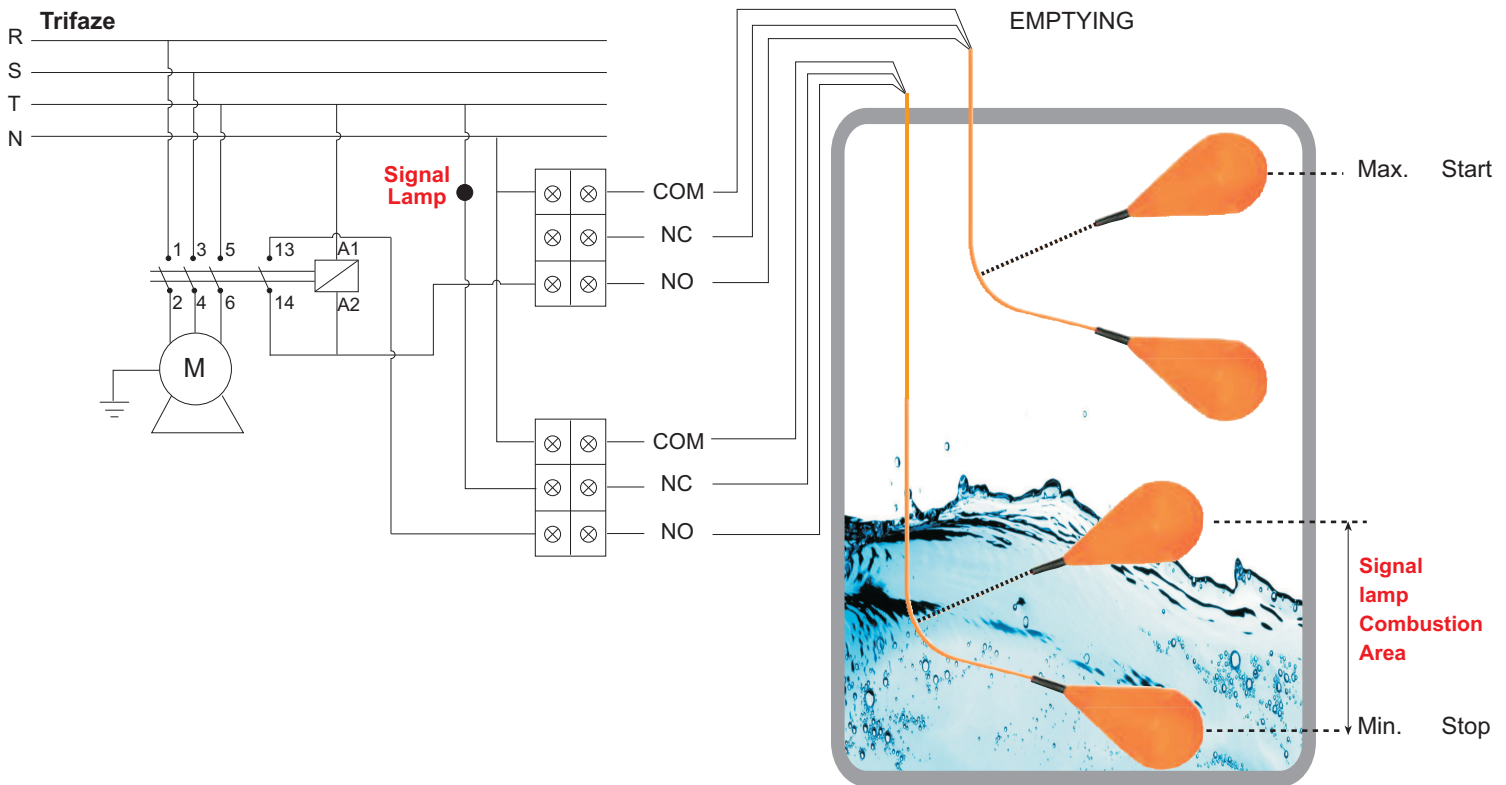 Trifaze
EMPTYING
R
S
T
N
Signal
Lamp
COM
NC
NO
Max. Start
1 3 5 13 A1
2 4 6 14 A2
M
COM
NC
NO
Signal
lamp
Combustion
Area
Min. Stop